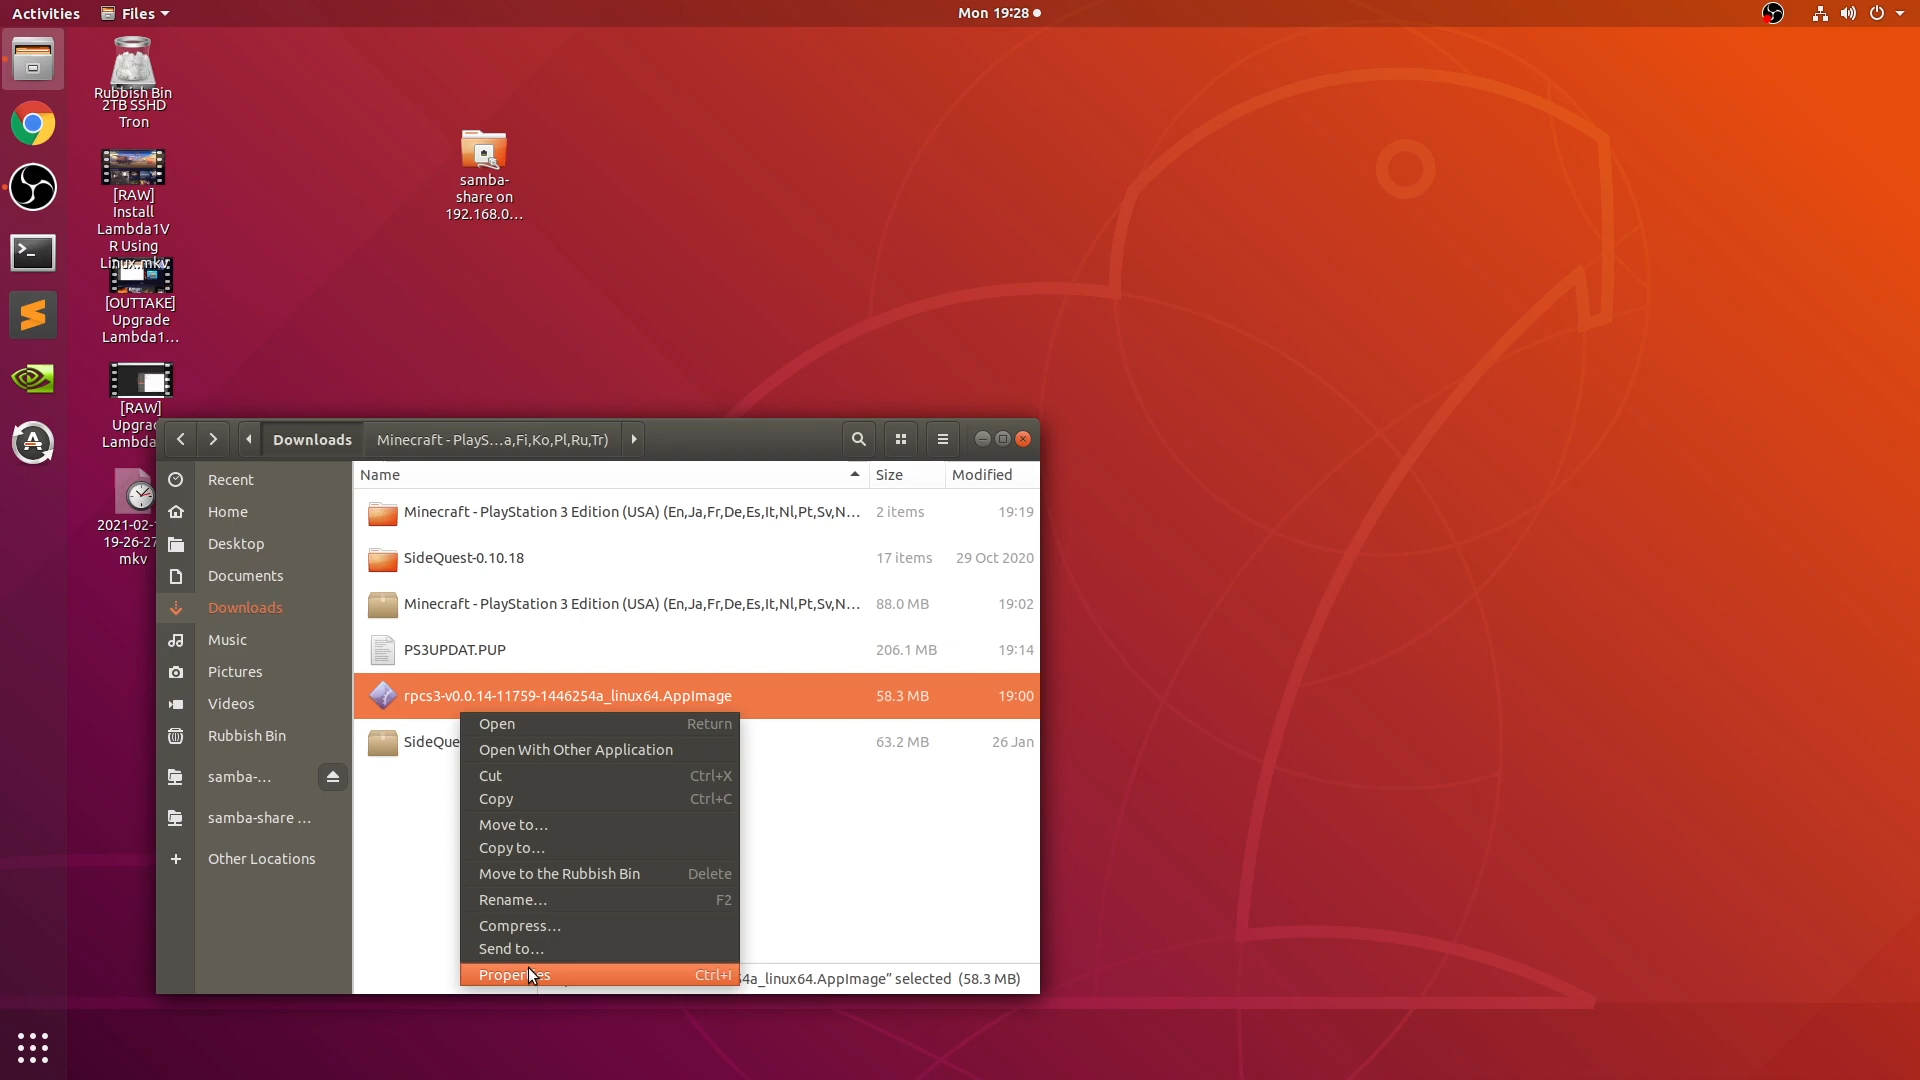 Activities
Files
Mon 19:28
Rubbish Bin
2TB SSHD
Tron
[RAW]
Install
Lambda1V
R Using
Linux.mkv
[OUTTAKE]
Upgrade
Lambda1...
[RAW]
Upgra
Lambda
2021-02-
19-26-27
mkv
samba-
share on
192.168.0...
Downloads
Minecraft - PlayS...a,Fi,Ko,Pl,Ru,Tr)
Recent
Home
Desktop
Documents
Downloads
Music
Pictures
Videos
Rubbish Bin
samba-...
samba-share ...
+ Other Locations
Name Size Modified
Minecraft - PlayStation 3 Edition (USA) (En,Ja,Fr,De,Es,It,Nl,Pt,Sv,N... 2 items 19:19
SideQuest-0.10.18 17 items 29 Oct 2020
Minecraft - PlayStation 3 Edition (USA) (En,Ja,Fr,De,Es,It,Nl,Pt,Sv,N... 88.0 MB 19:02
PS3UPDAT.PUP 206.1 MB 19:14
rpcs3-v0.0.14-11759-1446254a_linux64.AppImage 58.3 MB 19:00
SideQue 63.2 MB 26 Jan
Open Return
Open With Other Application
Cut Ctrl+X
Copy Ctrl+C
Move to...
Copy to...
Move to the Rubbish Bin Delete
Rename... F2
Compress...
Send to...
Properties Ctrl+I
54a_linux64.AppImage” selected (58.3 MB)